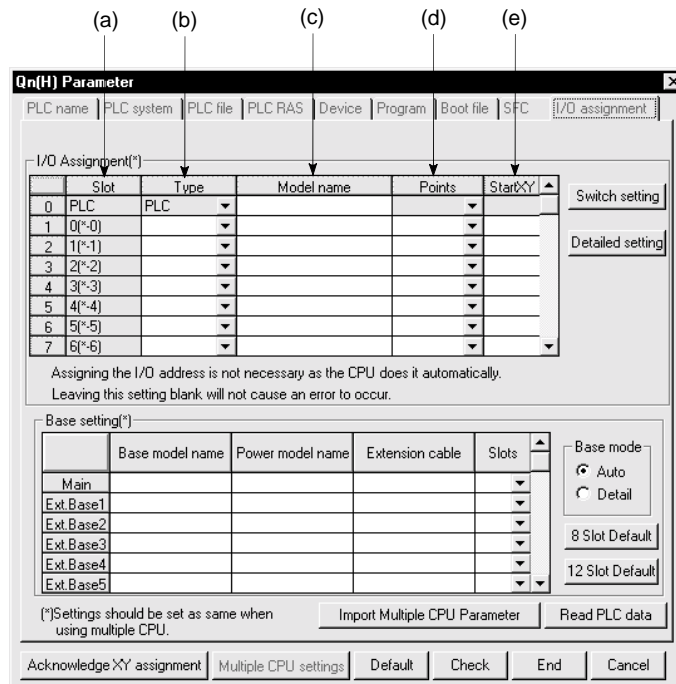 (a) (b) (c) (d) (e)
Qn(H) Parameter
PLC name PLC system PLC file PLC RAS Device Program Boot file SFC I/O assignment
I/O Assignment(*)
Slot Type Model name Points StartXY
0 PLC PLC
1 0(*-0)
2 1(*-1)
3 2(*-2)
4 3(*-3)
5 4(*-4)
6 5(*-5)
7 6(*-6)
Switch setting
Detailed setting
Assigning the I/O address is not necessary as the CPU does it automatically.
Leaving this setting blank will not cause an error to occur.
Base setting(*)
Base model name Power model name Extension cable Slots
Main
Ext.Base1
Ext.Base2
Ext.Base3
Ext.Base4
Ext.Base5
Base mode
Auto
Detail
8 Slot Default
12 Slot Default
(*)Settings should be set as same when
using multiple CPU.
Import Multiple CPU Parameter Read PLC data
Acknowledge XY assignment Multiple CPU settings Default Check End Cancel